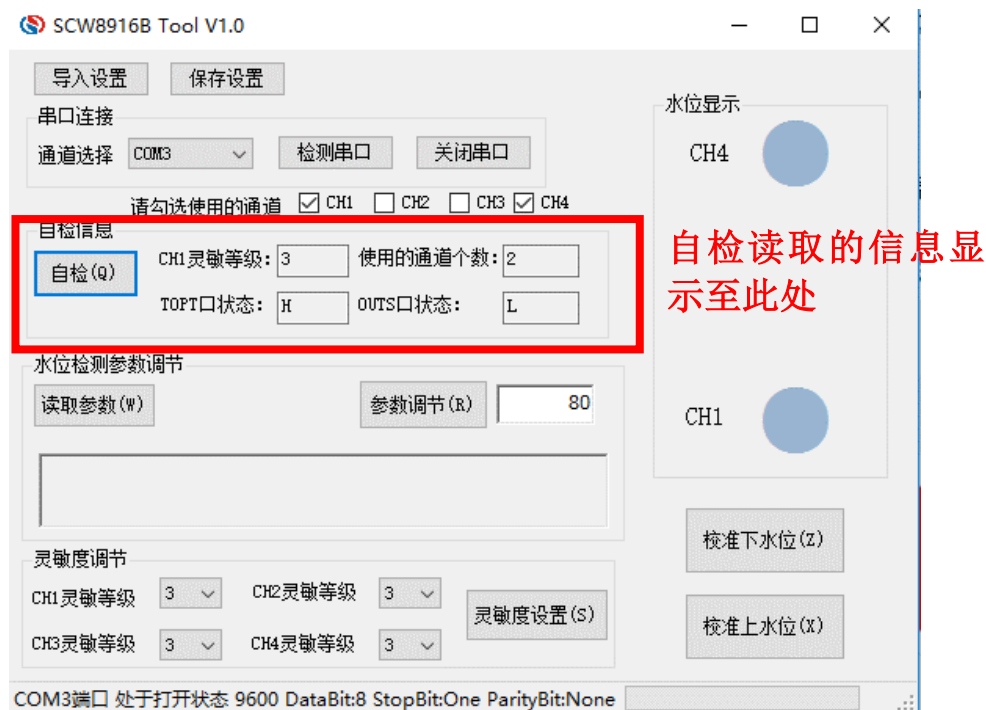 SCW8916B Tool V1.0
导入设置 保存设置
串口连接
通道选择 COM3 检测串口 关闭串口
请勾选使用的通道 CH1 CH2 CH3 CH4
自检信息
自检(Q) CH1灵敏等级: 3 使用的通道个数: 2
TOPT口状态: H OUTS口状态: L
水位检测参数调节
读取参数(W) 参数调节(R) 80
灵敏度调节
CH1灵敏等级 3 CH2灵敏等级 3
CH3灵敏等级 3 CH4灵敏等级 3
灵敏度设置(S)
水位显示
CH4
自检读取的信息显
示至此处
CH1
校准下水位(Z)
校准上水位(X)
COM3端口 处于打开状态 9600 DataBit:8 StopBit:One ParityBit:None